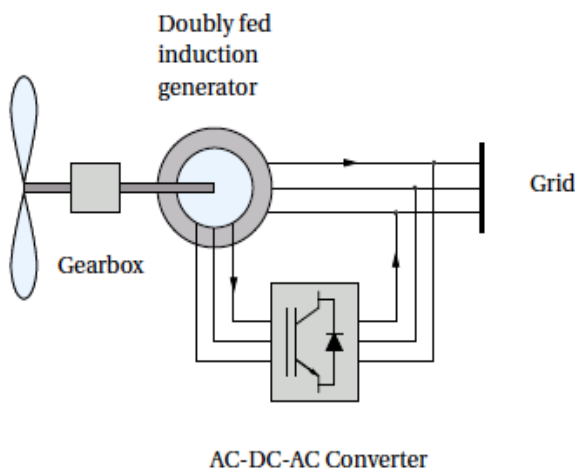 Doubly fed
induction
generator
Grid
Gearbox
AC-DC-AC Converter